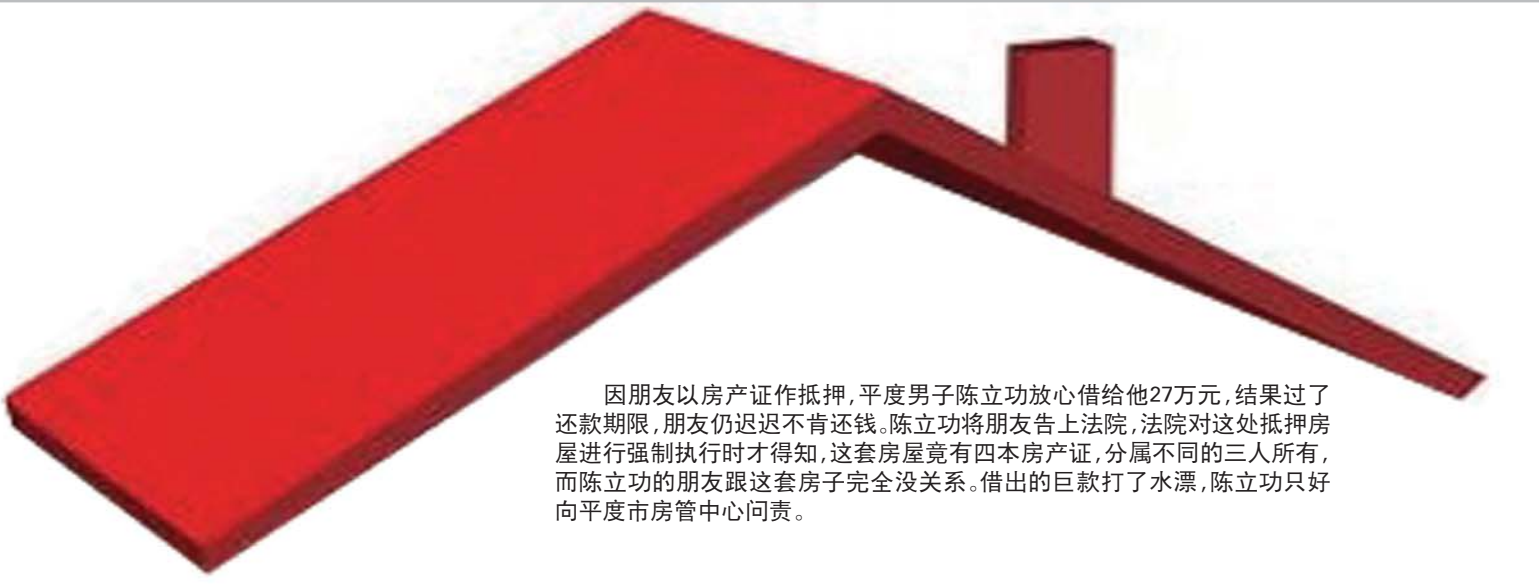 因朋友以房产证作抵押,平度男子陈立功放心借给他27万元,结果过了
还款期限,朋友仍迟迟不肯还钱。陈立功将朋友告上法院,法院对这处抵押房
屋进行强制执行时才得知,这套房屋竟有四本房产证,分属不同的三人所有,
而陈立功的朋友跟这套房子完全没关系。借出的巨款打了水漂,陈立功只好
向平度市房管中心问责。